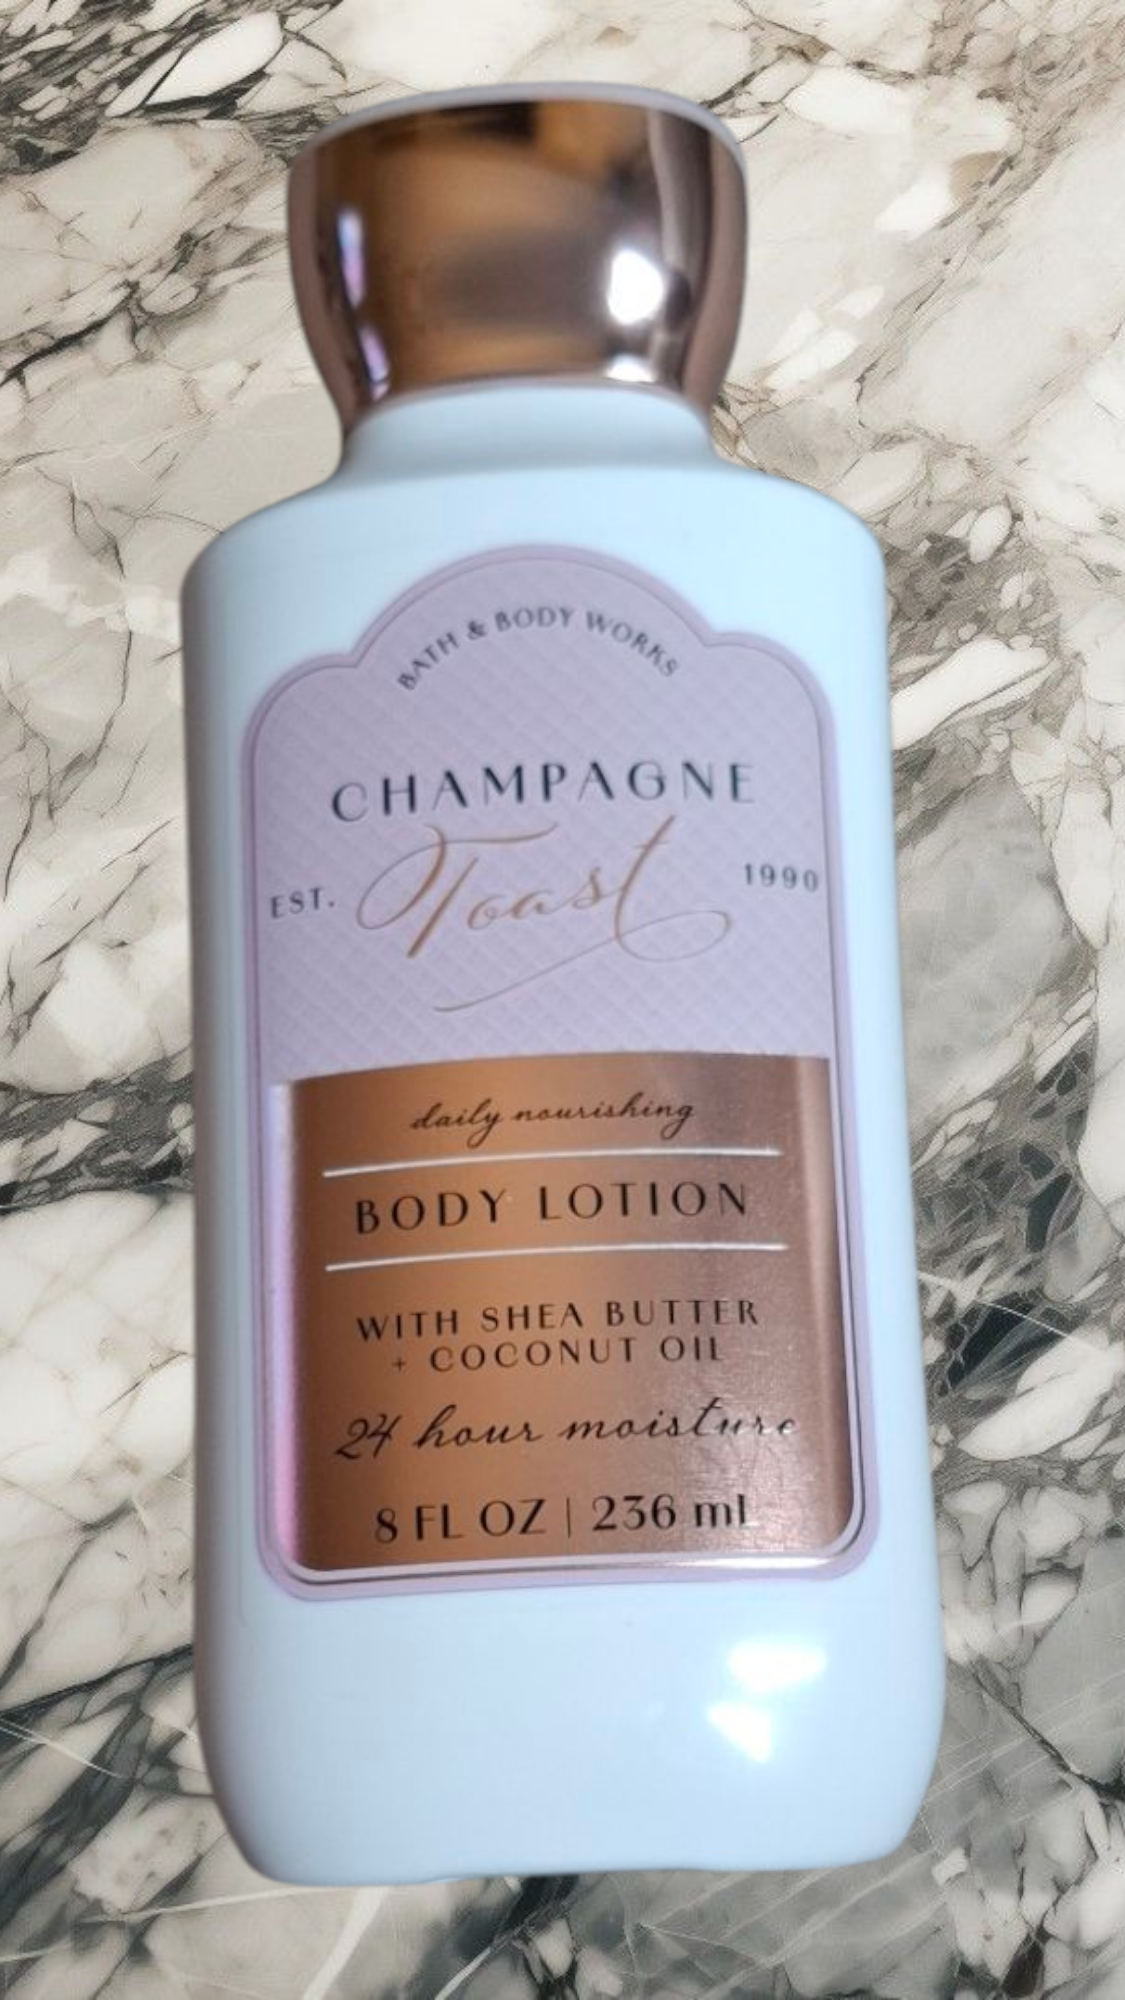 BATH & BODY WORKS
CHAMPAGNE
Toast
EST. 1990
daily nourishing
BODY LOTION
WITH SHEA BUTTER
+ COCONUT OIL
24 hour moisture
8 FL OZ | 236 mL